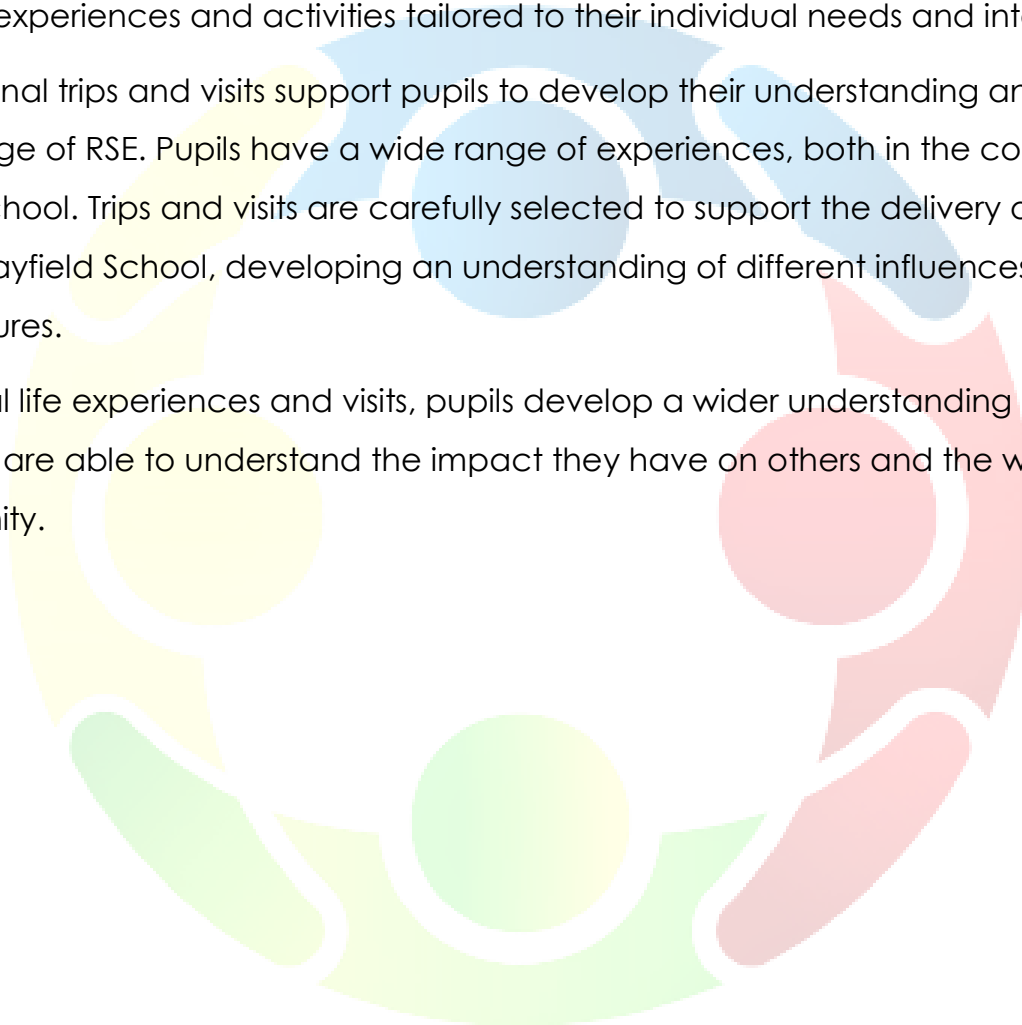 experiences and activities tailored to their individual needs and int
nal trips and visits support pupils to develop their understanding an
ge of RSE. Pupils have a wide range of experiences, both in the co
chool. Trips and visits are carefully selected to support the delivery o
ayfield School, developing an understanding of different influences
ures.
l life experiences and visits, pupils develop a wider understanding
are able to understand the impact they have on others and the w
ity.